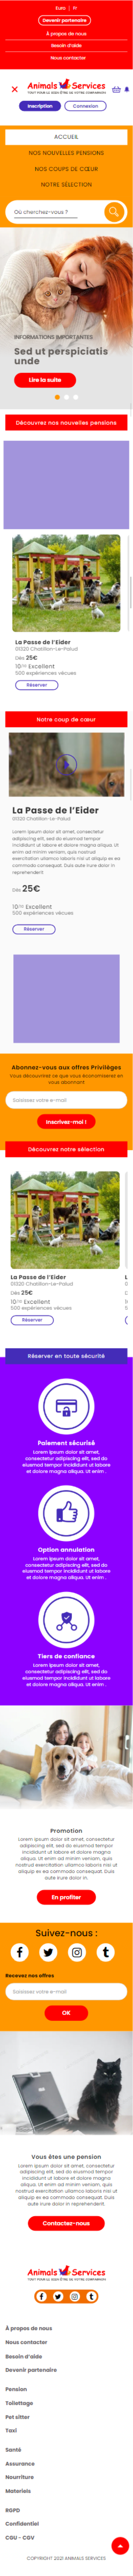 Euro | Fr
Devenir partenaire
À propos de nous
Besoin d'aide
Nous contacter
Animals Services
TOUT POUR LE BIEN-ÊTRE DE VOTRE COMPAGNON
Inscription
Connexion
ACCUEIL
NOS NOUVELLES PENSIONS
NOS COUPS DE CŒUR
NOTRE SÉLECTION
Où cherchez-vous ?
INFORMATIONS IMPORTANTES
Sed ut perspiciatis
unde
Lire la suite
Découvrez nos nouvelles pensions
La Passe de l'Eider
01320 Chatillon-Le-Palud
Dès 25€
Excellent
500 expériences vécues
Réserver
Notre coup de cœur
La Passe de l'Eider
01320 Chatillon-Le-Palud
Lorem ipsum dolor sit amet, consectetur
adipiscing elit, sed do eiusmod tempor
incididunt ut labore et dolore magna aliqua. Ut
enim ad minim veniam, quis nostrud
exercitation ullamco laboris nisi ut aliquip ex ea
commodo consequat. Duis aute irure dolor in
reprehenderit
Dès 25€
Excellent
500 expériences vécues
Réserver
Abonnez-vous aux offres Privilèges
Vous découvrirez ce que vous économiserez en
vous abonnant
Saisissez votre e-mail
Inscrivez-moi !
Découvrez notre sélection
La Passe de l'Eider
01320 Chatillon-Le-Palud
Dès 25€
Excellent
500 expériences vécues
Réserver
Réserver en toute sécurité
Paiement sécurisé
Lorem ipsum dolor sit amet,
consectetur adipiscing elit, sed do
eiusmod tempor incididunt ut labore
et dolore magna aliqua. Ut enim .
Option annulation
Lorem ipsum dolor sit amet,
consectetur adipiscing elit, sed do
eiusmod tempor incididunt ut labore
et dolore magna aliqua. Ut enim .
Tiers de confiance
Lorem ipsum dolor sit amet,
consectetur adipiscing elit, sed do
eiusmod tempor incididunt ut labore
et dolore magna aliqua. Ut enim .
Promotion
Lorem ipsum dolor sit amet, consectetur
adipiscing elit, sed do eiusmod tempor
incididunt ut labore et dolore magna
aliqua. Ut enim ad minim veniam, quis
nostrud exercitation ullamco laboris nisi ut
aliquip ex ea commodo consequat. Duis
aute irure dolor in.
En profiter
Suivez-nous :
Recevez nos offres
Saisissez votre e-mail
OK
Vous êtes une pension
Lorem ipsum dolor sit amet, consectetur
adipiscing elit, sed do eiusmod tempor
incididunt ut labore et dolore magna
aliqua. Ut enim ad minim veniam, quis
nostrud exercitation ullamco laboris nisi ut
aliquip ex ea commodo consequat. Duis
aute irure dolor in reprehenderit.
Contactez-nous
Animals Services
TOUT POUR LE BIEN-ÊTRE DE VOTRE COMPAGNON
À propos de nous
Nous contacter
Besoin d'aide
Devenir partenaire
Pension
Toilettage
Pet sitter
Taxi
Santé
Assurance
Nourriture
Materiels
RGPD
Confidentiel
CGU - CGV
COPYRIGHT 2021 ANIMALS SERVICES